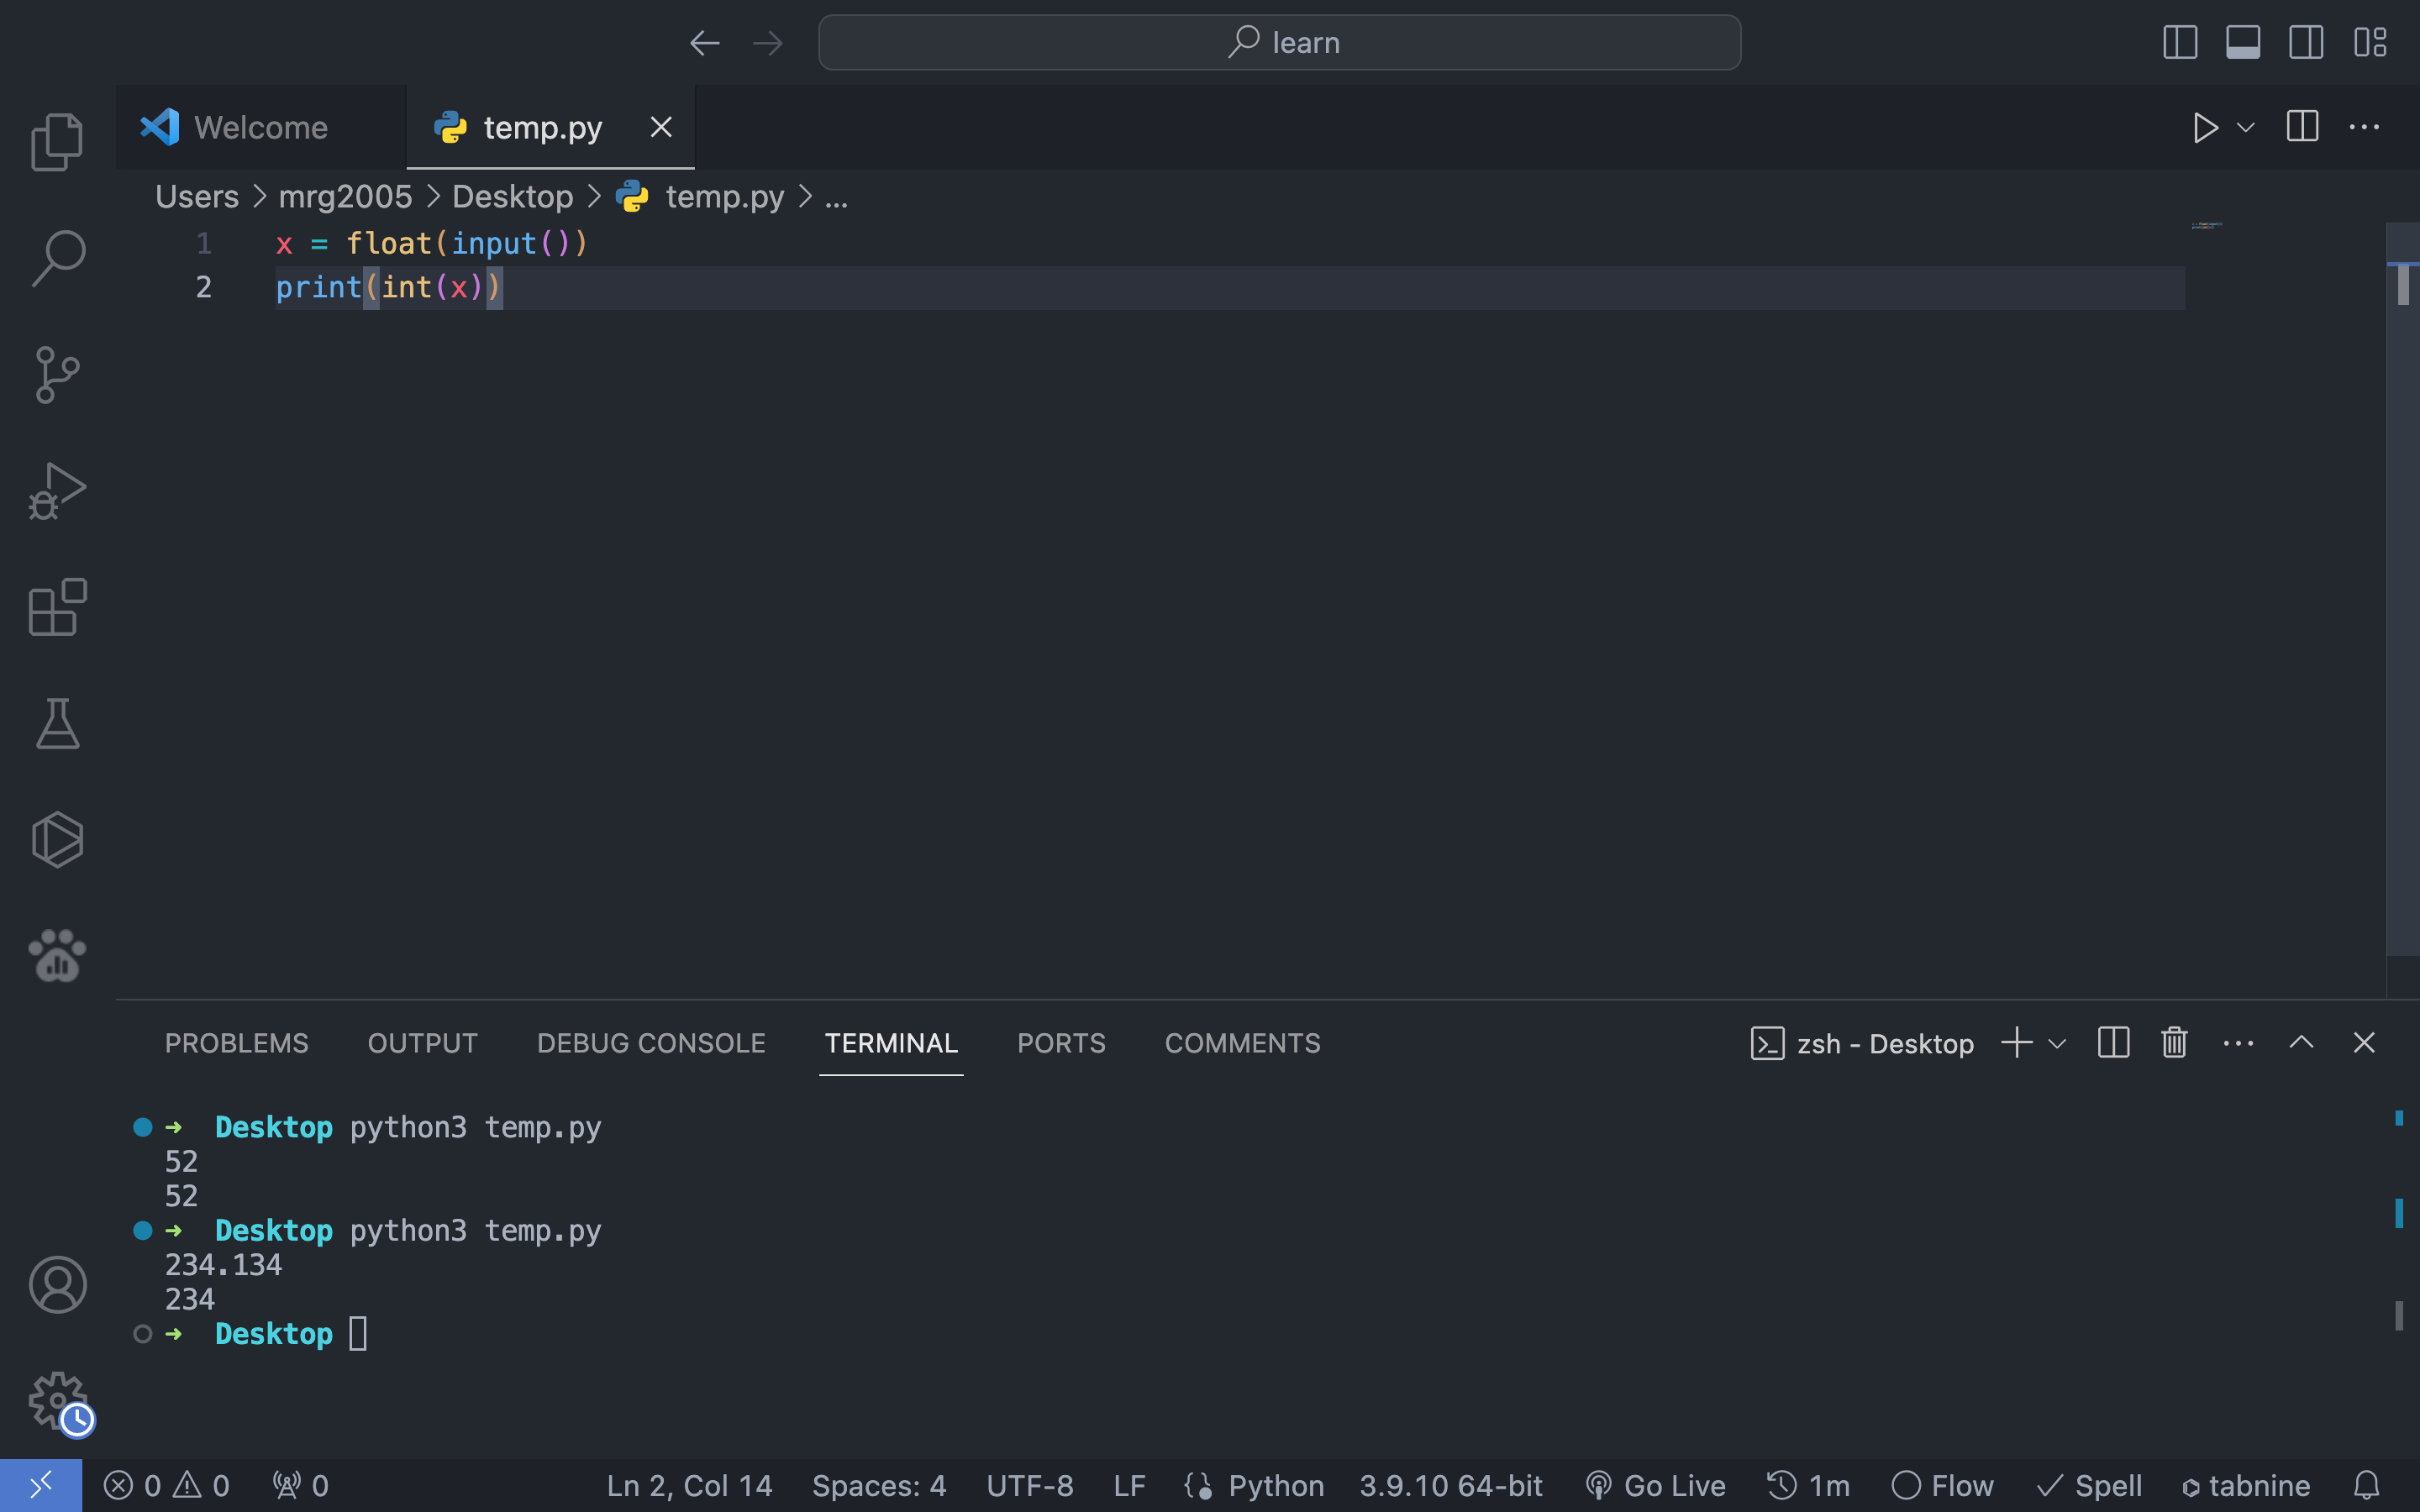 learn
Welcome temp.py
Users > mrg2005 > Desktop > temp.py > ...
1 x = float(input())
2 print(int(x))
PROBLEMS OUTPUT DEBUG CONSOLE TERMINAL PORTS COMMENTS zsh - Desktop
➜ Desktop python3 temp.py
52
52
➜ Desktop python3 temp.py
234.134
234
➜ Desktop
0 0 0 Ln 2, Col 14 Spaces: 4 UTF-8 LF Python 3.9.10 64-bit Go Live 1m Flow Spell tabnine